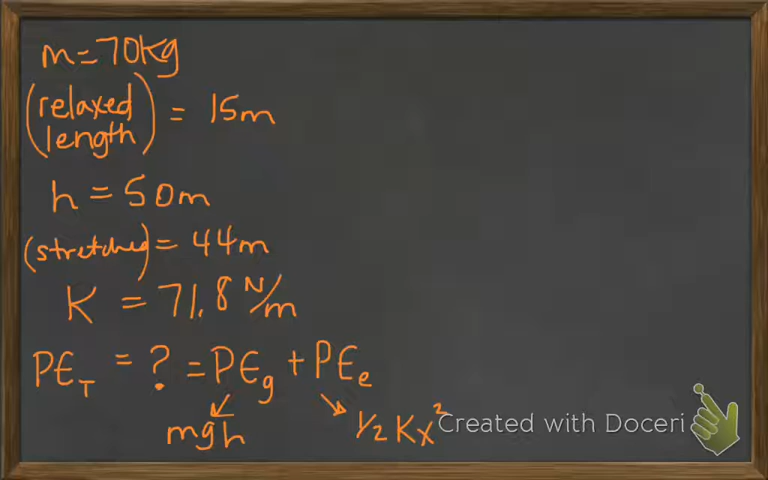 m = 70kg
(relaxed length) = 15m
h = 50m
(stretched) = 44m
K = 71.8 N/m
PE_T = ? = PE_g + PE_e
mgh
1/2 Kx²
Created with Doceri